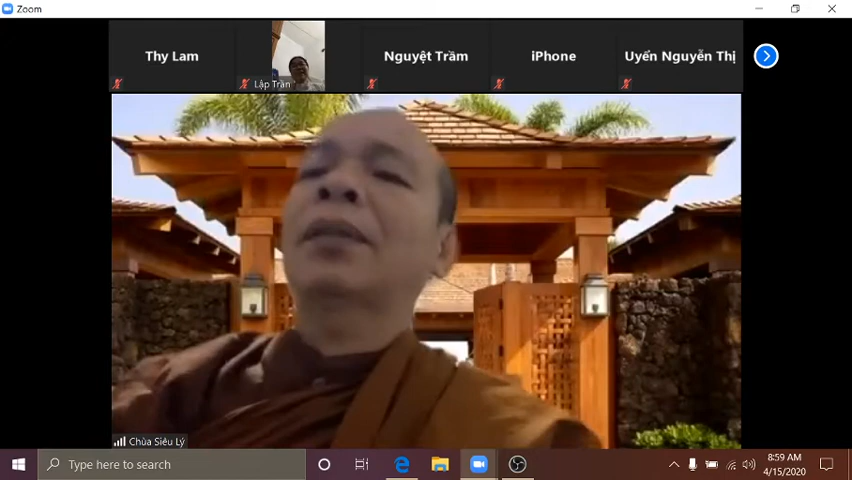 Zoom
Thy Lam
Lập Trần
Nguyệt Trầm
iPhone
Uyển Nguyễn Thị
Chùa Siêu Lý
Type here to search
8:59 AM
4/15/2020